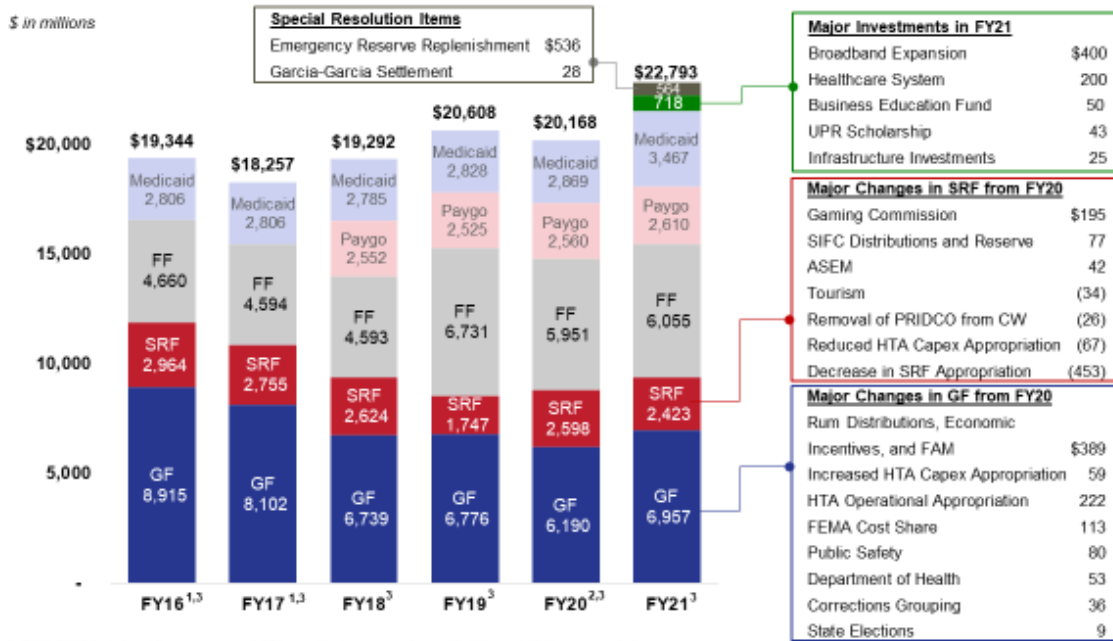 $ in millions
Special Resolution Items
Emergency Reserve Replenishment $536
Garcia-Garcia Settlement 28
$20,000
15,000
10,000
5,000
-
$19,344
Medicaid
2,806
FF
4,660
SRF
2,964
GF
8,915
FY16 1,3
$18,257
Medicaid
2,806
FF
4,594
SRF
2,755
GF
8,102
FY17 1,3
$19,292
Medicaid
2,785
Paygo
2,552
FF
4,593
SRF
2,624
GF
6,739
FY18 3
$20,608
Medicaid
2,828
Paygo
2,525
FF
6,731
SRF
1,747
GF
6,776
FY19 3
$20,168
Medicaid
2,869
Paygo
2,560
FF
5,951
SRF
2,598
GF
6,190
FY20 2,3
$22,793
564
718
Medicaid
3,467
Paygo
2,610
FF
6,055
SRF
2,423
GF
6,957
FY21 3
Major Investments in FY21
Broadband Expansion $400
Healthcare System 200
Business Education Fund 50
UPR Scholarship 43
Infrastructure Investments 25
Major Changes in SRF from FY20
Gaming Commission $195
SIFC Distributions and Reserve 77
ASEM 42
Tourism (34)
Removal of PRIDCO from CW (26)
Reduced HTA Capex Appropriation (67)
Decrease in SRF Appropriation (453)
Major Changes in GF from FY20
Rum Distributions, Economic
Incentives, and FAM $389
Increased HTA Capex Appropriation 59
HTA Operational Appropriation 222
FEMA Cost Share 113
Public Safety 80
Department of Health 53
Corrections Grouping 36
State Elections 9